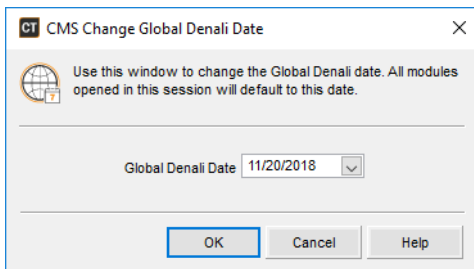 CT CMS Change Global Denali Date
Use this window to change the Global Denali date. All modules
opened in this session will default to this date.
7
Global Denali Date 11/20/2018
OK Cancel Help